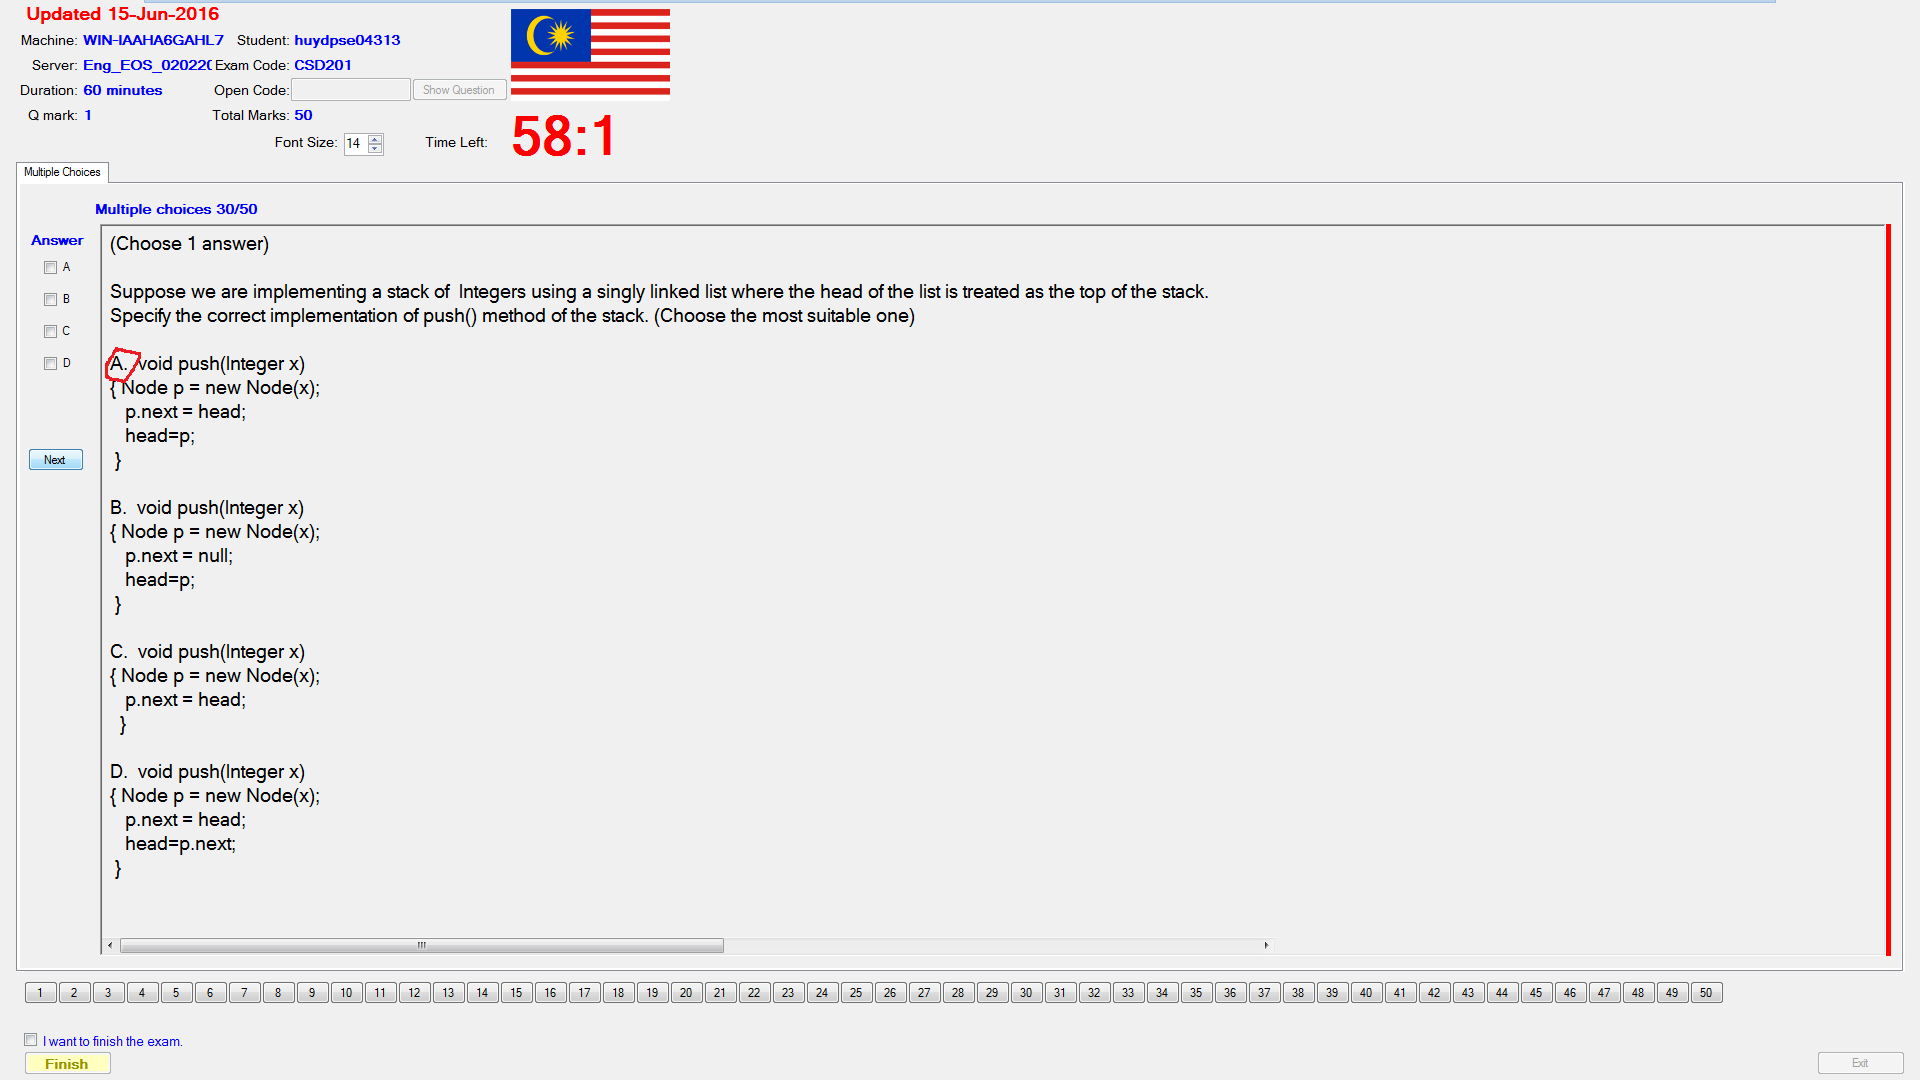 Updated 15-Jun-2016
Machine: WIN-IAAHA6GAHL7 Student: huydpse04313
Server: Eng_EOS_020220 Exam Code: CSD201
Duration: 60 minutes Open Code: Show Question
Q mark: 1 Total Marks: 50
Font Size: 14 Time Left: 58:1
Multiple Choices
Multiple choices 30/50
Answer
A
B
C
D
Next
(Choose 1 answer)
Suppose we are implementing a stack of Integers using a singly linked list where the head of the list is treated as the top of the stack.
Specify the correct implementation of push() method of the stack. (Choose the most suitable one)
A. void push(Integer x)
{ Node p = new Node(x);
p.next = head;
head=p;
}
B. void push(Integer x)
{ Node p = new Node(x);
p.next = null;
head=p;
}
C. void push(Integer x)
{ Node p = new Node(x);
p.next = head;
}
D. void push(Integer x)
{ Node p = new Node(x);
p.next = head;
head=p.next;
}
1 2 3 4 5 6 7 8 9 10 11 12 13 14 15 16 17 18 19 20 21 22 23 24 25 26 27 28 29 30 31 32 33 34 35 36 37 38 39 40 41 42 43 44 45 46 47 48 49 50
I want to finish the exam.
Finish
Exit